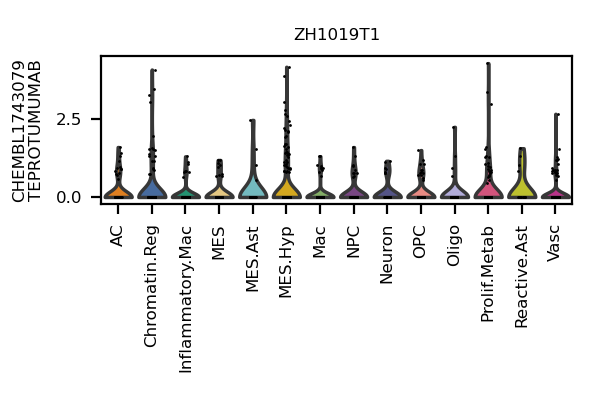 ZH1019T1
CHEMBL1743079
TEPROTUMUMAB
2.5
0.0
AC
Chromatin.Reg
Inflammatory.Mac
MES
MES.Ast
MES.Hyp
Mac
NPC
Neuron
OPC
Oligo
Prolif.Metab
Reactive.Ast
Vasc